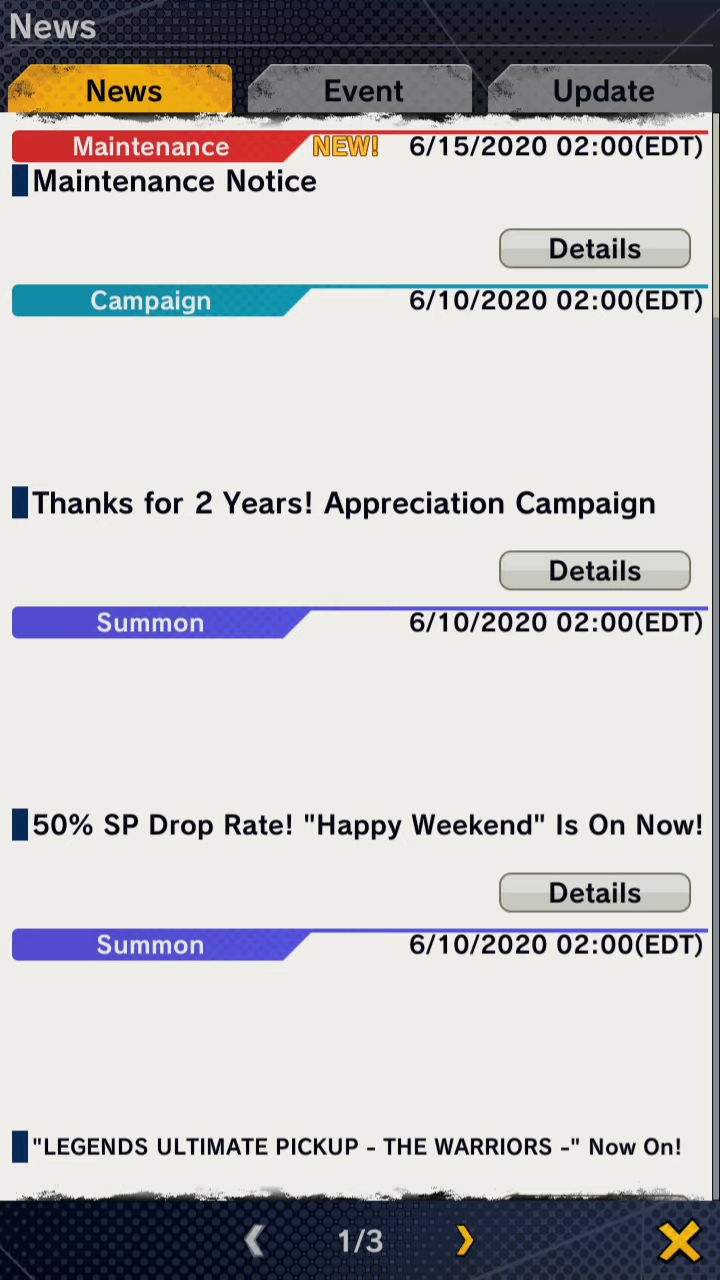 News
News Event Update
Maintenance NEW! 6/15/2020 02:00(EDT)
Maintenance Notice
Details
Campaign 6/10/2020 02:00(EDT)
Thanks for 2 Years! Appreciation Campaign
Details
Summon 6/10/2020 02:00(EDT)
50% SP Drop Rate! "Happy Weekend" Is On Now!
Details
Summon 6/10/2020 02:00(EDT)
"LEGENDS ULTIMATE PICKUP - THE WARRIORS -" Now On!
1/3